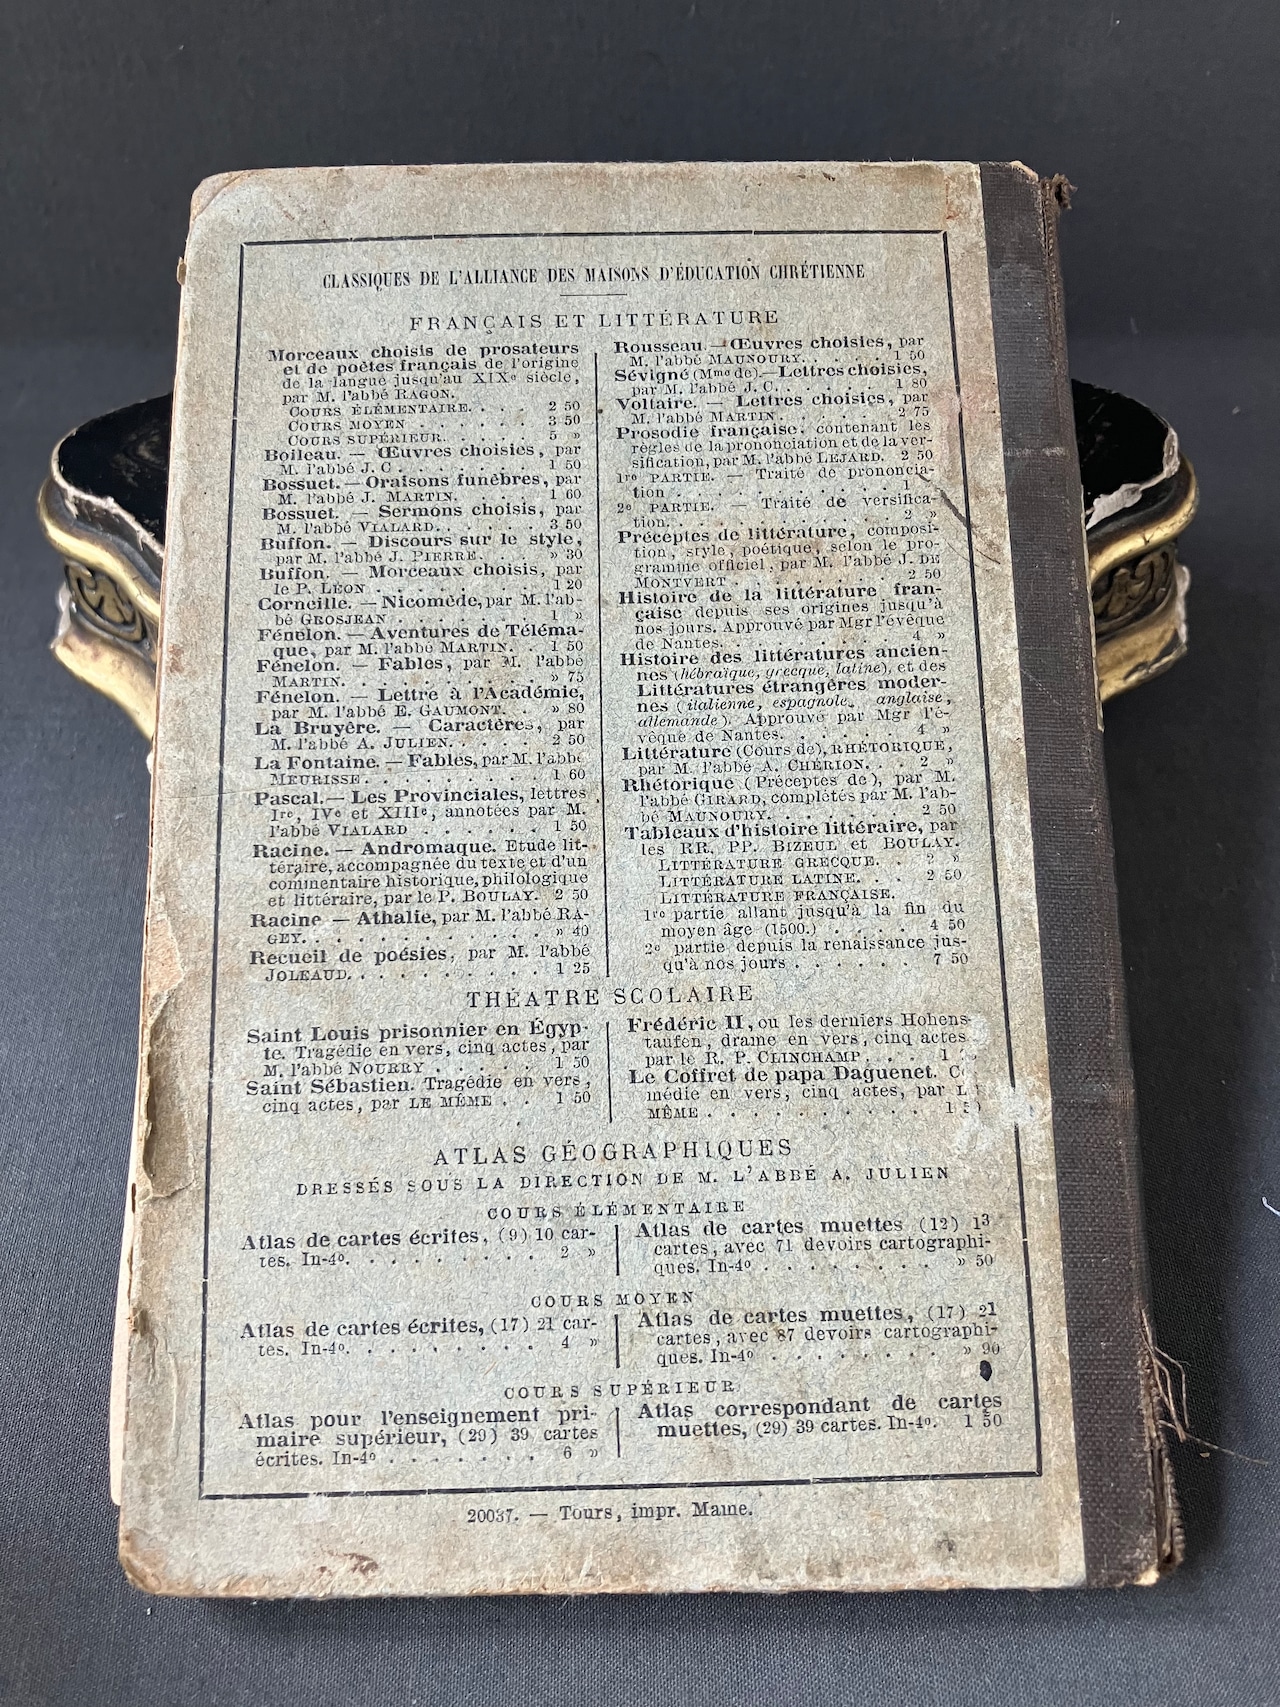 CLASSIQUES DE L'ALLIANCE DES MAISONS D'ÉDUCATION CHRÉTIENNE
FRANÇAIS ET LITTÉRATURE
Morceaux choisis de prosateurs
et de poètes français de l'origine
de la langue jusqu'au XIXe siècle,
par M. l'abbé RAGON.
COURS ÉLÉMENTAIRE. . . . 2 50
COURS MOYEN . . . . . . 3 50
COURS SUPÉRIEUR. . . . . 5 »
Boileau. — Œuvres choisies, par
M. l'abbé J. C . . . . . . . . 1 50
Bossuet. — Oraisons funèbres, par
M. l'abbé J. MARTIN. . . . . 1 60
Bossuet. — Sermons choisis, par
M. l'abbé VIALARD. . . . . . 3 50
Buffon. — Discours sur le style,
par M. l'abbé J. PIERRE. . . » 30
Buffon. — Morceaux choisis, par
le P. LÉON . . . . . . . . . 1 20
Corneille. — Nicomède, par M. l'ab-
bé GROSJEAN . . . . . . . . 1 »
Fénelon. — Aventures de Téléma-
que, par M. l'abbé MARTIN. . 1 50
Fénelon. — Fables, par M. l'abbé
MARTIN. . . . . . . . . . . » 75
Fénelon. — Lettre à l'Académie,
par M. l'abbé E. GAUMONT. . » 80
La Bruyère. — Caractères, par
M. l'abbé A. JULIEN. . . . . 2 50
La Fontaine. — Fables, par M. l'abbé
MEURISSE. . . . . . . . . . 1 60
Pascal. — Les Provinciales, lettres
Ire, IVe et XIIIe, annotées par M.
l'abbé VIALARD . . . . . . . 1 50
Racine. — Andromaque. Étude lit-
téraire, accompagnée du texte et d'un
commentaire historique, philologique
et littéraire, par le P. BOULAY. 2 50
Racine — Athalie, par M. l'abbé RA-
GEY. . . . . . . . . . . . . » 40
Recueil de poésies, par M. l'abbé
JOLEAUD. . . . . . . . . . . 1 25
Rousseau. — Œuvres choisies, par
M. l'abbé MAUNOURY. . . . . 1 50
Sévigné (Mme de). — Lettres choisies,
par M. l'abbé J. C. . . . . . 1 80
Voltaire. — Lettres choisies, par
M. l'abbé MARTIN. . . . . . 2 75
Prosodie française, contenant les
règles de la prononciation et de la ver-
sification, par M. l'abbé LEJARD. 2 50
1re PARTIE. — Traité de prononcia-
tion . . . . . . . . . . . . 1 »
2e PARTIE. — Traité de versifica-
tion. . . . . . . . . . . . 2 »
Préceptes de littérature, composi-
tion, style, poétique, selon le pro-
gramme officiel, par M. l'abbé J. DE
MONTVERT . . . . . . . . . 2 50
Histoire de la littérature fran-
çaise depuis ses origines jusqu'à
nos jours. Approuvé par Mgr l'évêque
de Nantes. . . . . . . . . . 4 »
Histoire des littératures ancien-
nes (hébraïque, grecque, latine), et des
Littératures étrangères moder-
nes (italienne, espagnole, anglaise,
allemande). Approuvé par Mgr l'é-
vêque de Nantes. . . . . . . 4 »
Littérature (Cours de), RHÉTORIQUE,
par M. l'abbé A. CHÉRION. . . 2 »
Rhétorique (Préceptes de), par M.
l'abbé GIRARD, complétés par M. l'ab-
bé MAUNOURY. . . . . . . . 2 50
Tableaux d'histoire littéraire, par
les RR. PP. BIZEUL et BOULAY.
LITTÉRATURE GRECQUE. . . 2 »
LITTÉRATURE LATINE. . . 2 50
LITTÉRATURE FRANÇAISE.
1re partie allant jusqu'à la fin du
moyen âge (1500.) . . . . . 4 50
2e partie depuis la renaissance jus-
qu'à nos jours . . . . . . . 7 50
THÉATRE SCOLAIRE
Saint Louis prisonnier en Égyp-
te. Tragédie en vers, cinq actes, par
M. l'abbé NOURRY . . . . . . 1 50
Saint Sébastien. Tragédie en vers,
cinq actes, par LE MÊME . . . 1 50
Frédéric II, ou les derniers Hohens-
taufen, drame en vers, cinq actes
par le R. P. CLINCHAMP. . . . 1
Le Coffret de papa Daguenet. Co
médie en vers, cinq actes, par L
MÊME . . . . . . . . . . . 1 50
ATLAS GÉOGRAPHIQUES
DRESSÉS SOUS LA DIRECTION DE M. L'ABBÉ A. JULIEN
COURS ÉLÉMENTAIRE
Atlas de cartes écrites, (9) 10 car-
tes. In-4o. . . . . . . . . . 2 »
Atlas de cartes muettes (12) 13
cartes, avec 71 devoirs cartographi-
ques. In-4o . . . . . . . . » 50
COURS MOYEN
Atlas de cartes écrites, (17) 21 car-
tes. In-4o. . . . . . . . . . 4 »
Atlas de cartes muettes, (17) 21
cartes, avec 87 devoirs cartographi-
ques. In-4o . . . . . . . . » 90
COURS SUPÉRIEUR
Atlas pour l'enseignement pri-
maire supérieur, (29) 39 cartes
écrites. In-4o . . . . . . . . 6 »
Atlas correspondant de cartes
muettes, (29) 39 cartes. In-4o. 1 50
20037. — Tours, impr. Mame.